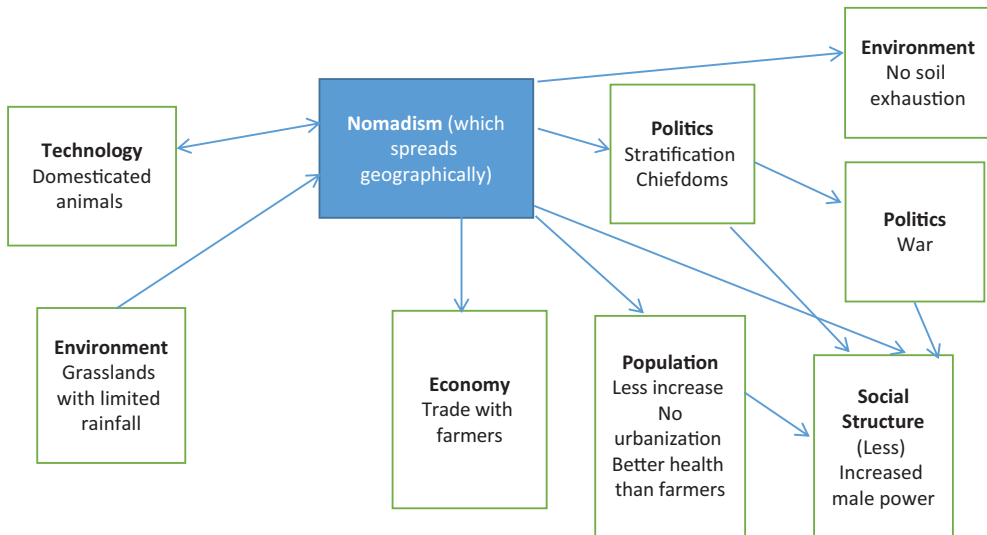 Environment
No soil
exhaustion
Nomadism (which
spreads
geographically)
Politics
Stratification
Chiefdoms
Technology
Domesticated
animals
Politics
War
Environment
Grasslands
with limited
rainfall
Economy
Trade with
farmers
Population
Less increase
No
urbanization
Better health
than farmers
Social
Structure
(Less)
Increased
male power